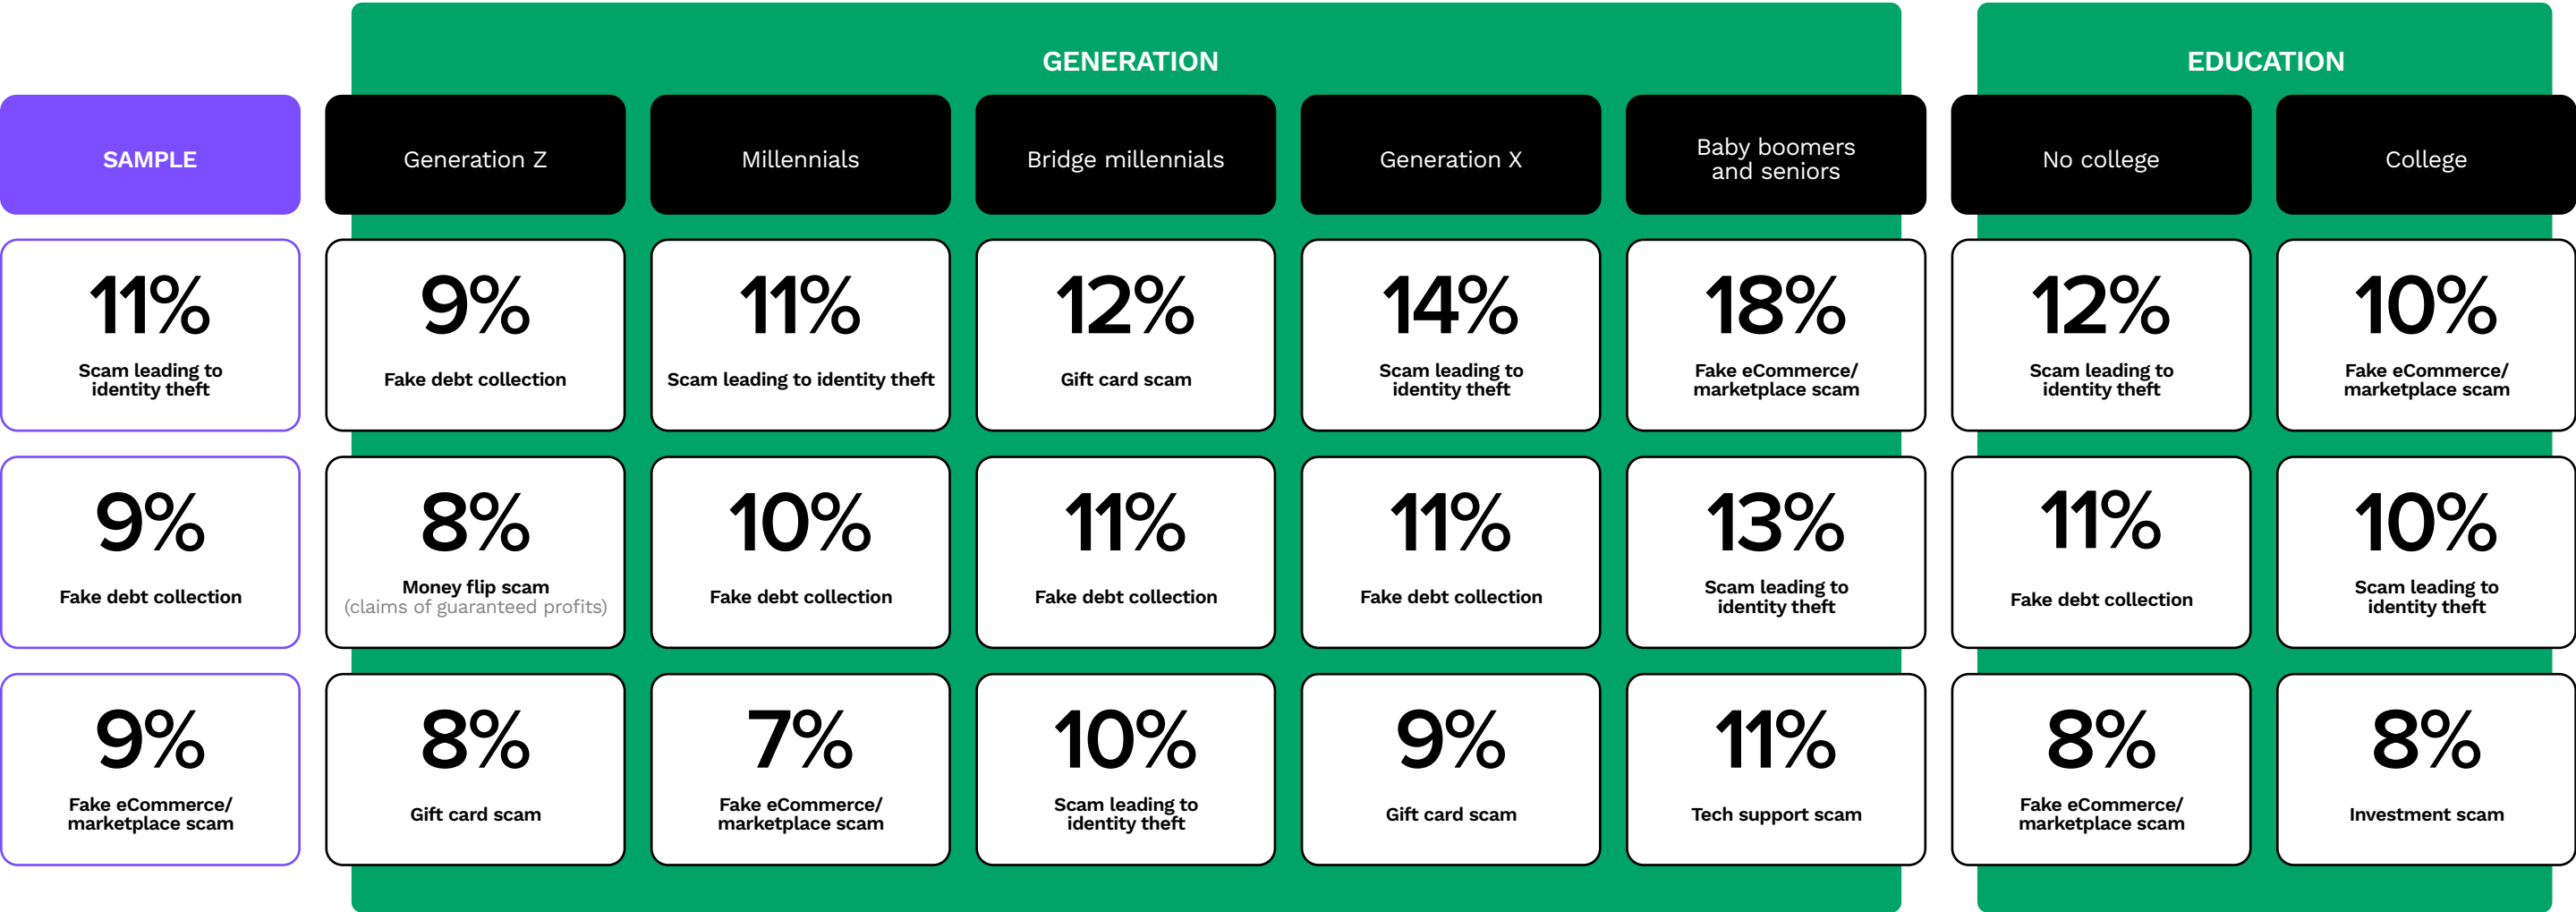 GENERATION
EDUCATION
SAMPLE
Generation Z
Millennials
Bridge millennials
Generation X
Baby boomers
and seniors
No college
College
11%
Scam leading to
identity theft
9%
Fake debt collection
11%
Scam leading to identity theft
12%
Gift card scam
14%
Scam leading to
identity theft
18%
Fake eCommerce/
marketplace scam
12%
Scam leading to
identity theft
10%
Fake eCommerce/
marketplace scam
9%
Fake debt collection
8%
Money flip scam
(claims of guaranteed profits)
10%
Fake debt collection
11%
Fake debt collection
11%
Fake debt collection
13%
Scam leading to
identity theft
11%
Fake debt collection
10%
Scam leading to
identity theft
9%
Fake eCommerce/
marketplace scam
8%
Gift card scam
7%
Fake eCommerce/
marketplace scam
10%
Scam leading to
identity theft
9%
Gift card scam
11%
Tech support scam
8%
Fake eCommerce/
marketplace scam
8%
Investment scam